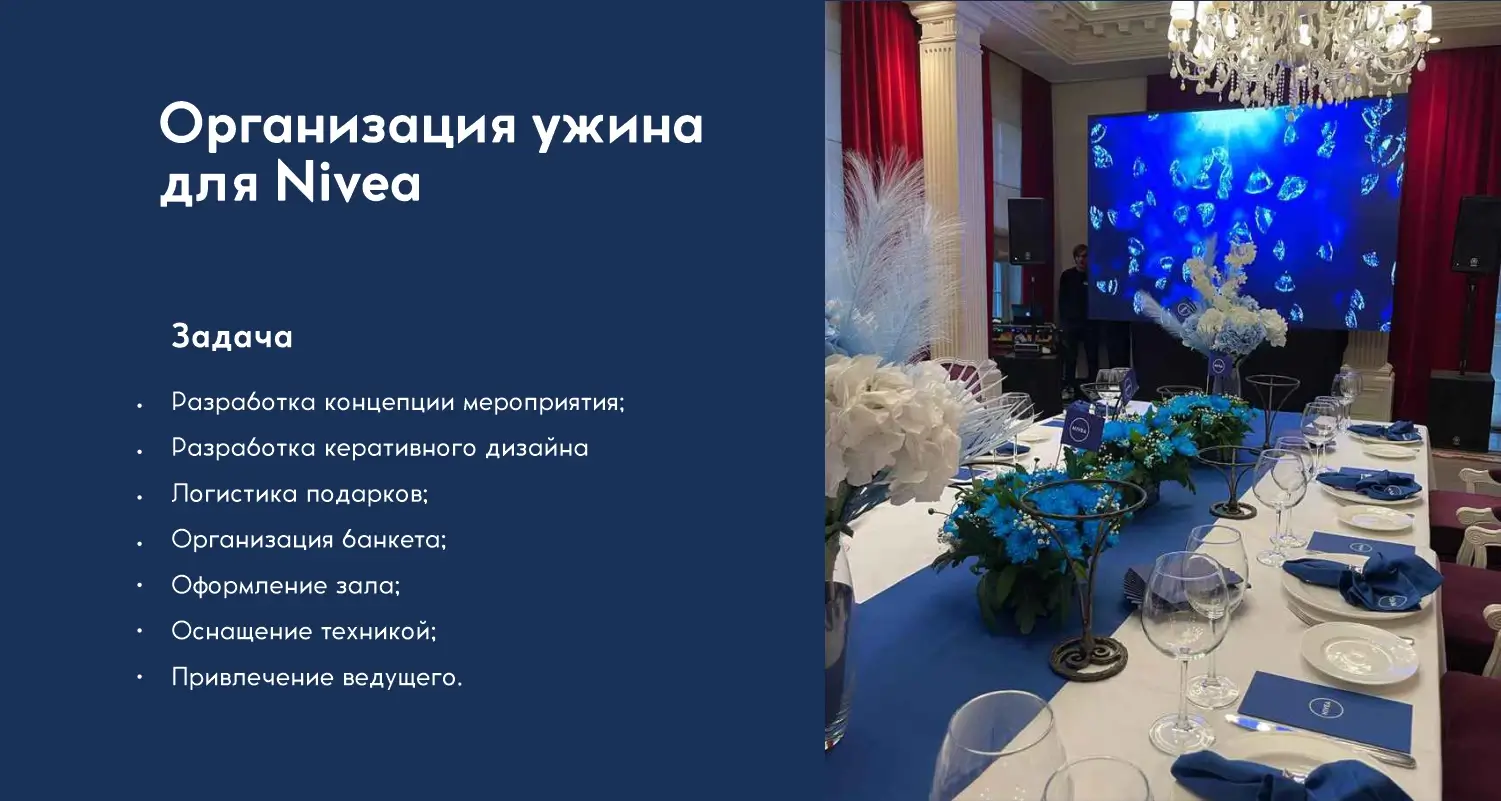 Организация ужина
для Nivea
Задача
• Разработка концепции мероприятия;
• Разработка керативного дизайна
• Логистика подарков;
• Организация банкета;
• Оформление зала;
• Оснащение техникой;
• Привлечение ведущего.
NIVEA
NIVEA